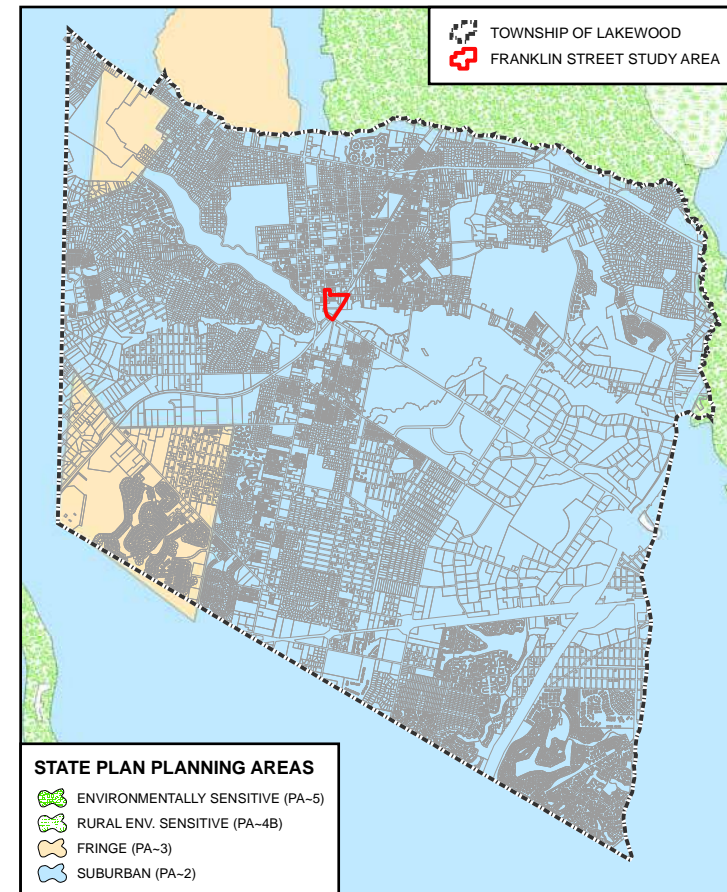 TOWNSHIP OF LAKEWOOD
FRANKLIN STREET STUDY AREA
STATE PLAN PLANNING AREAS
ENVIRONMENTALLY SENSITIVE (PA~5)
RURAL ENV. SENSITIVE (PA~4B)
FRINGE (PA~3)
SUBURBAN (PA~2)